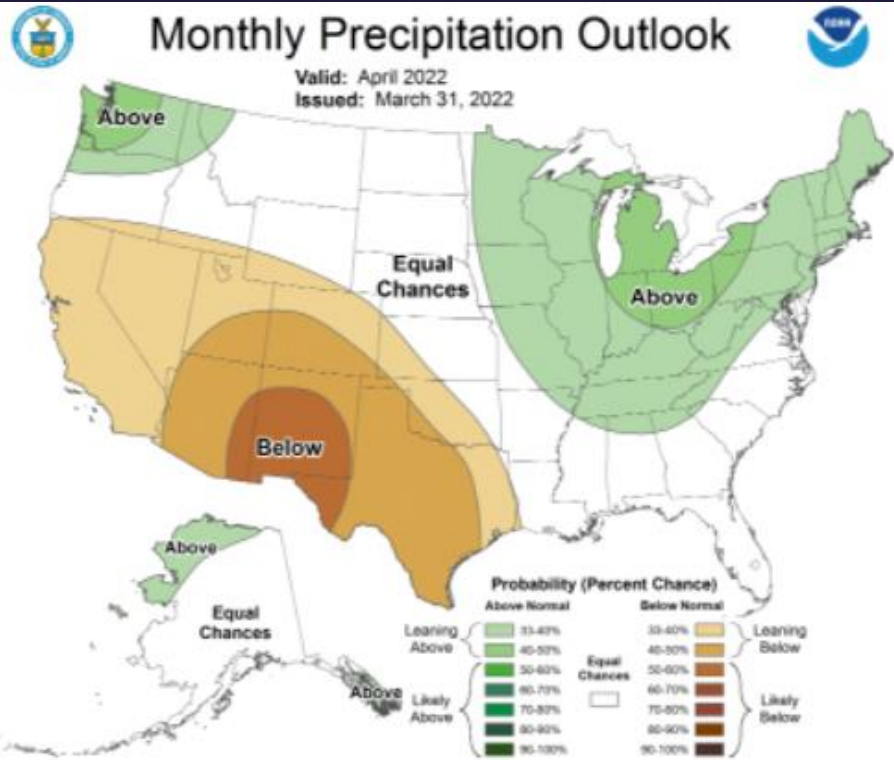 Monthly Precipitation Outlook
NOAA
Valid: April 2022
Issued: March 31, 2022
Above
Equal
Chances
Above
Below
Above
Equal
Chances
Above
Probability (Percent Chance)
Above Normal
Below Normal
Leaning
Above
33-40%
40-50%
Likely
Above
50-60%
60-70%
70-80%
80-90%
90-100%
Equal
Chances
33-40%
40-50%
Leaning
Below
50-60%
60-70%
70-80%
80-90%
90-100%
Likely
Below